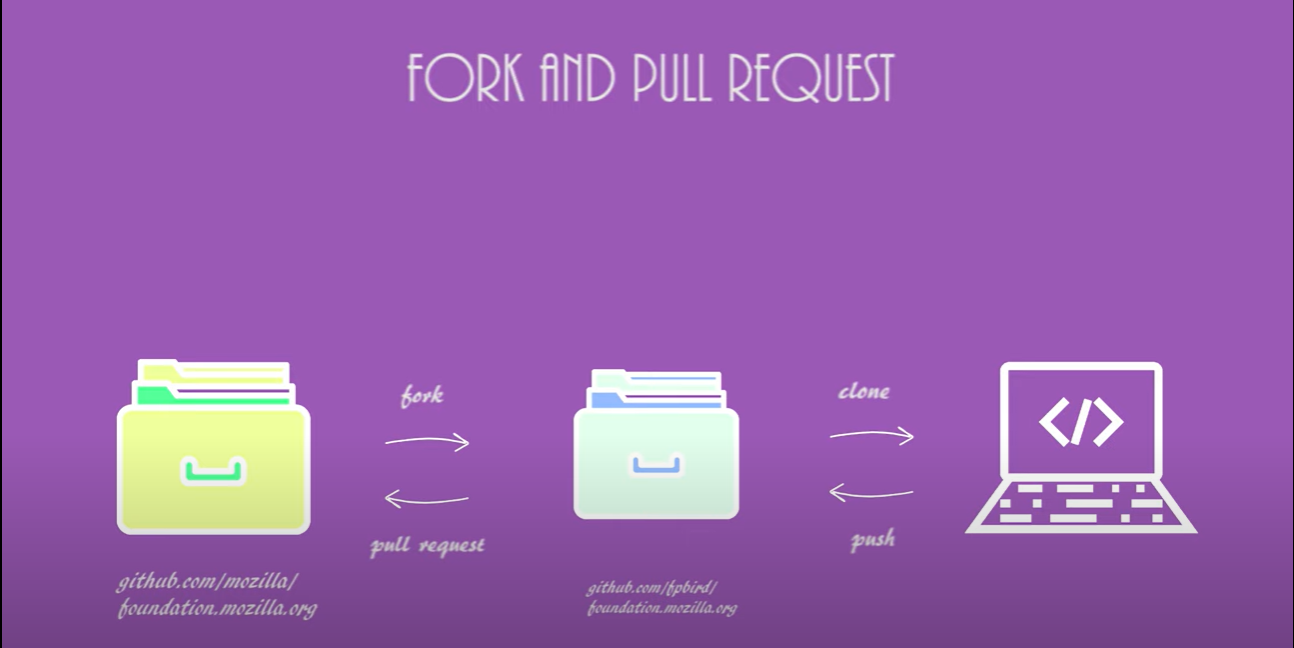 FORK AND PULL REQUEST
fork
clone
pull request
push
github.com/mozilla/
foundation.mozilla.org
github.com/fpbird/
foundation.mozilla.org